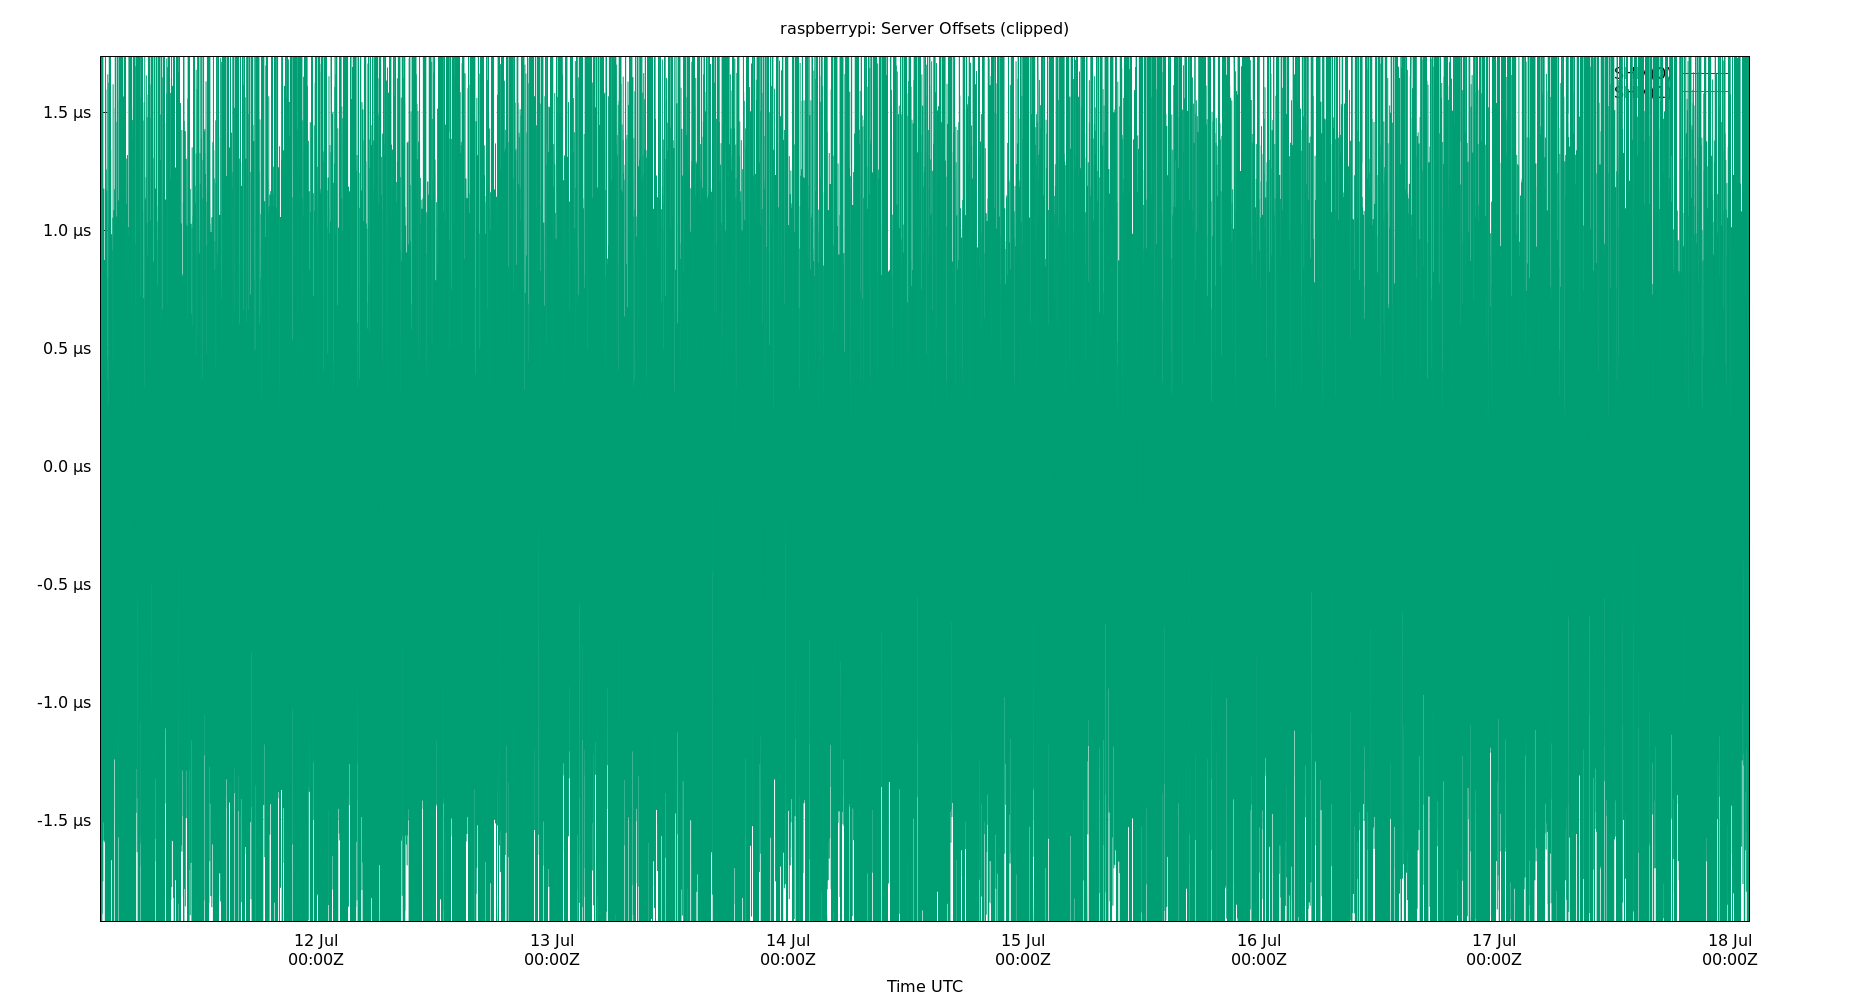 raspberrypi: Server Offsets (clipped)
1.5 µs
1.0 µs
0.5 µs
0.0 µs
-0.5 µs
-1.0 µs
-1.5 µs
12 Jul
00:00Z
13 Jul
00:00Z
14 Jul
00:00Z
15 Jul
00:00Z
16 Jul
00:00Z
17 Jul
00:00Z
18 Jul
00:00Z
Time UTC